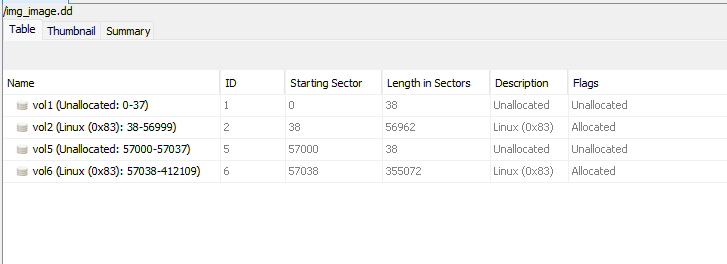 /img_image.dd
Table Thumbnail Summary
Name ID Starting Sector Length in Sectors Description Flags
vol1 (Unallocated: 0-37) 1 0 38 Unallocated Unallocated
vol2 (Linux (0x83): 38-56999) 2 38 56962 Linux (0x83) Allocated
vol5 (Unallocated: 57000-57037) 5 57000 38 Unallocated Unallocated
vol6 (Linux (0x83): 57038-412109) 6 57038 355072 Linux (0x83) Allocated